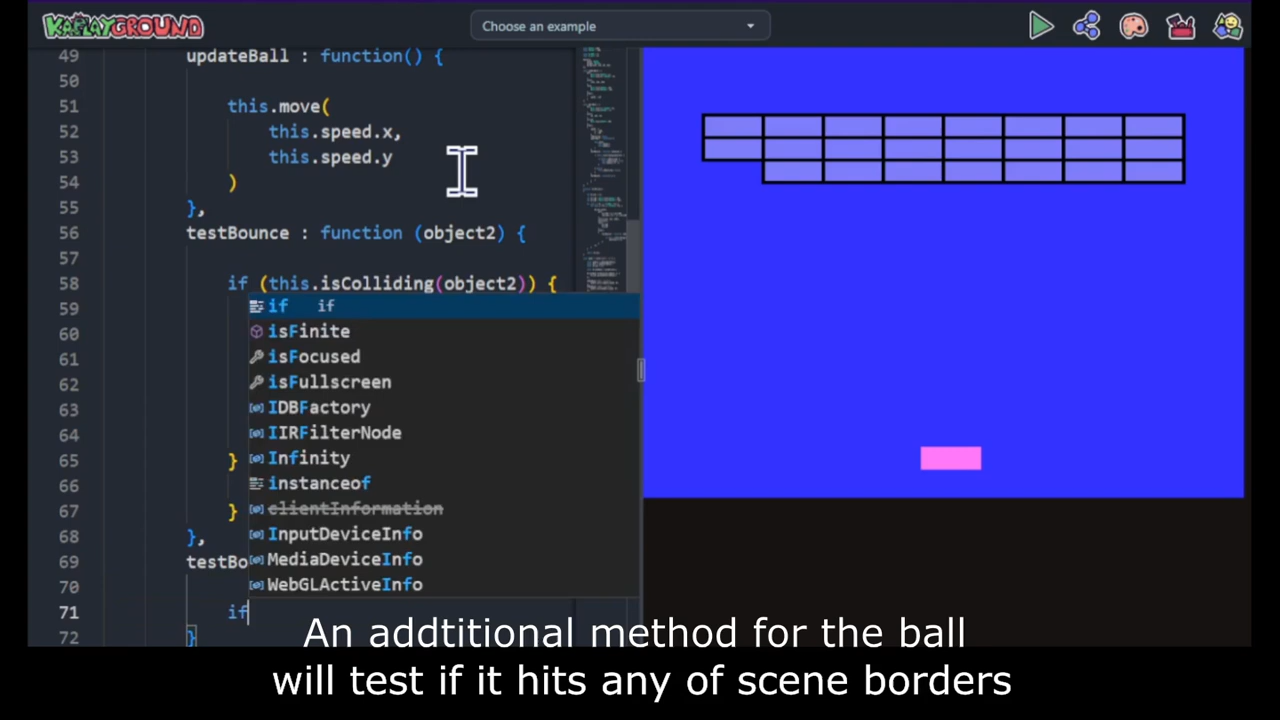 KAPLAYGROUND
Choose an example
49 updateBall : function() {
50
51 this.move(
52 this.speed.x,
53 this.speed.y
54 )
55 },
56 testBounce : function (object2) {
57
58 if (this.isColliding(object2)) {
59 if if
60 isFinite
61 isFocused
62 isFullscreen
63 IDBFactory
64 IIRFilterNode
65 } Infinity
66 instanceof
67 } clientInformation
68 }, InputDeviceInfo
69 testBo MediaDeviceInfo
70 WebGLActiveInfo
71 if
72 }
An addtitional method for the ball
will test if it hits any of scene borders